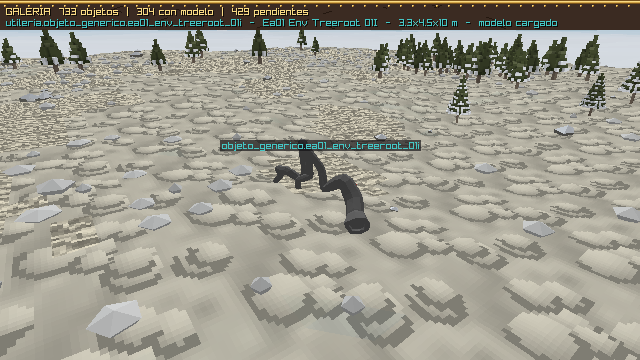 GALERIA 733 objetos | 304 con modelo | 429 pendientes
utileria.objeto_generico.ea01_env_treeroot_01i - Ea01 Env Treeroot 01I - 3.3x4.5x10 m - modelo cargado
objeto_generico.ea01_env_treeroot_01i